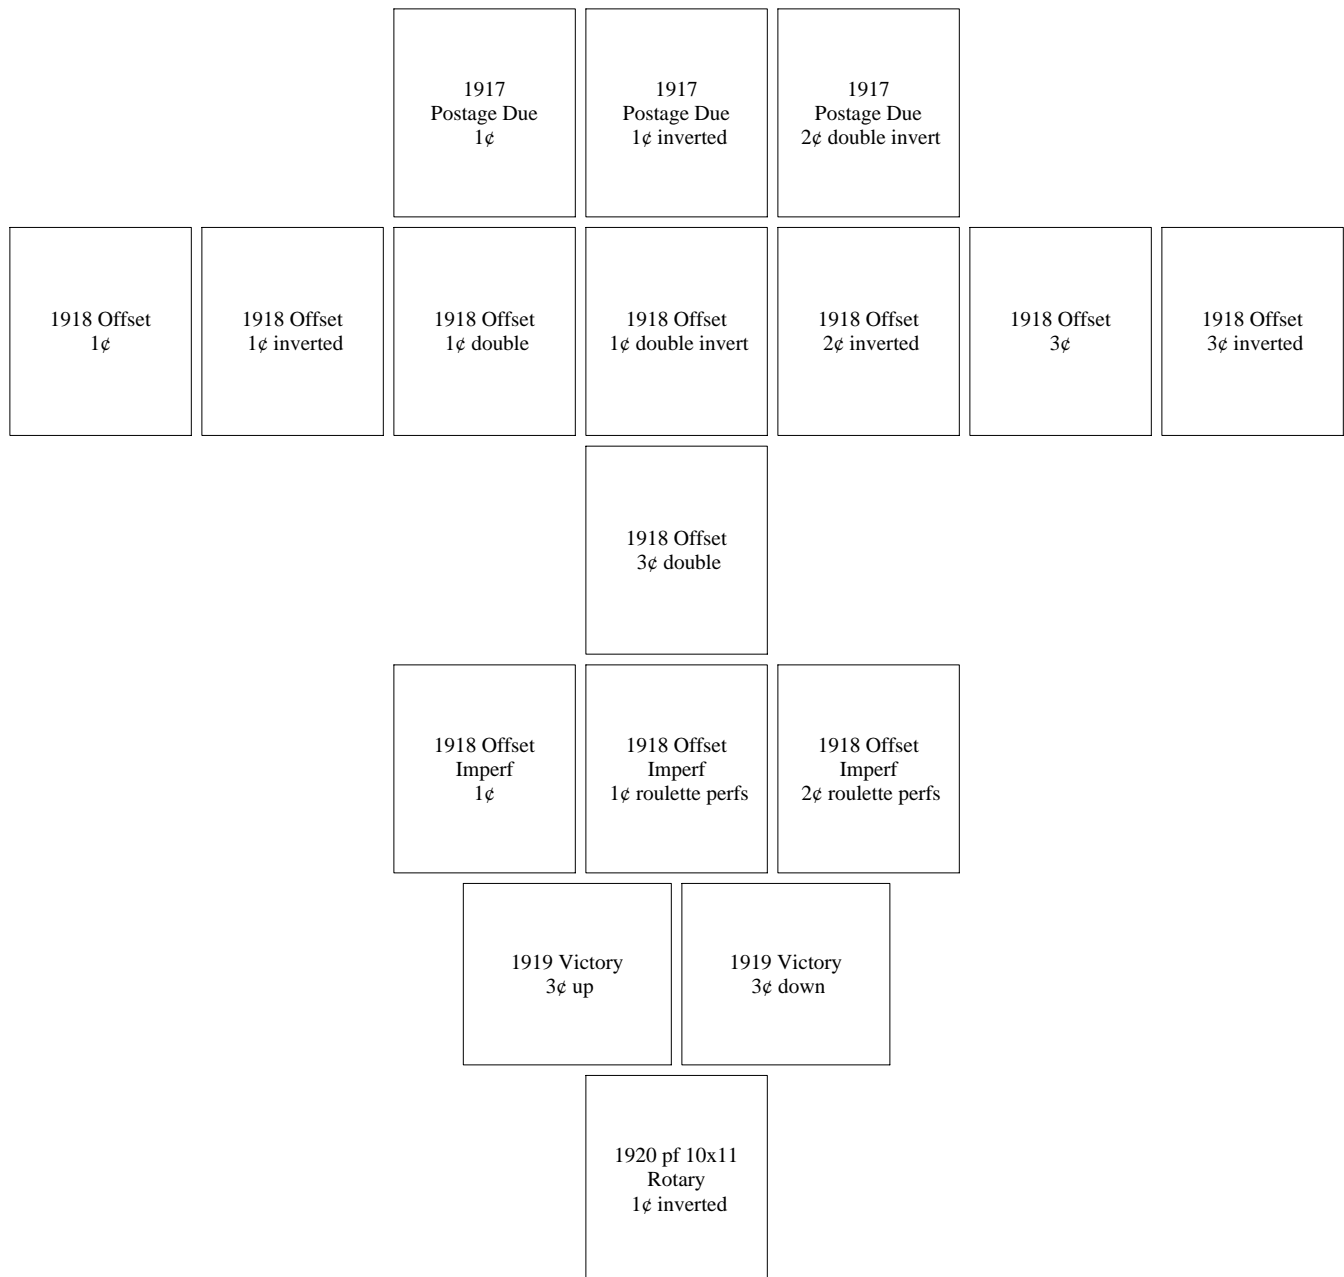 1917
Postage Due
1¢
1917
Postage Due
1¢ inverted
1917
Postage Due
2¢ double invert
1918 Offset
1¢
1918 Offset
1¢ inverted
1918 Offset
1¢ double
1918 Offset
1¢ double invert
1918 Offset
2¢ inverted
1918 Offset
3¢
1918 Offset
3¢ inverted
1918 Offset
3¢ double
1918 Offset
Imperf
1¢
1918 Offset
Imperf
1¢ roulette perfs
1918 Offset
Imperf
2¢ roulette perfs
1919 Victory
3¢ up
1919 Victory
3¢ down
1920 pf 10x11
Rotary
1¢ inverted